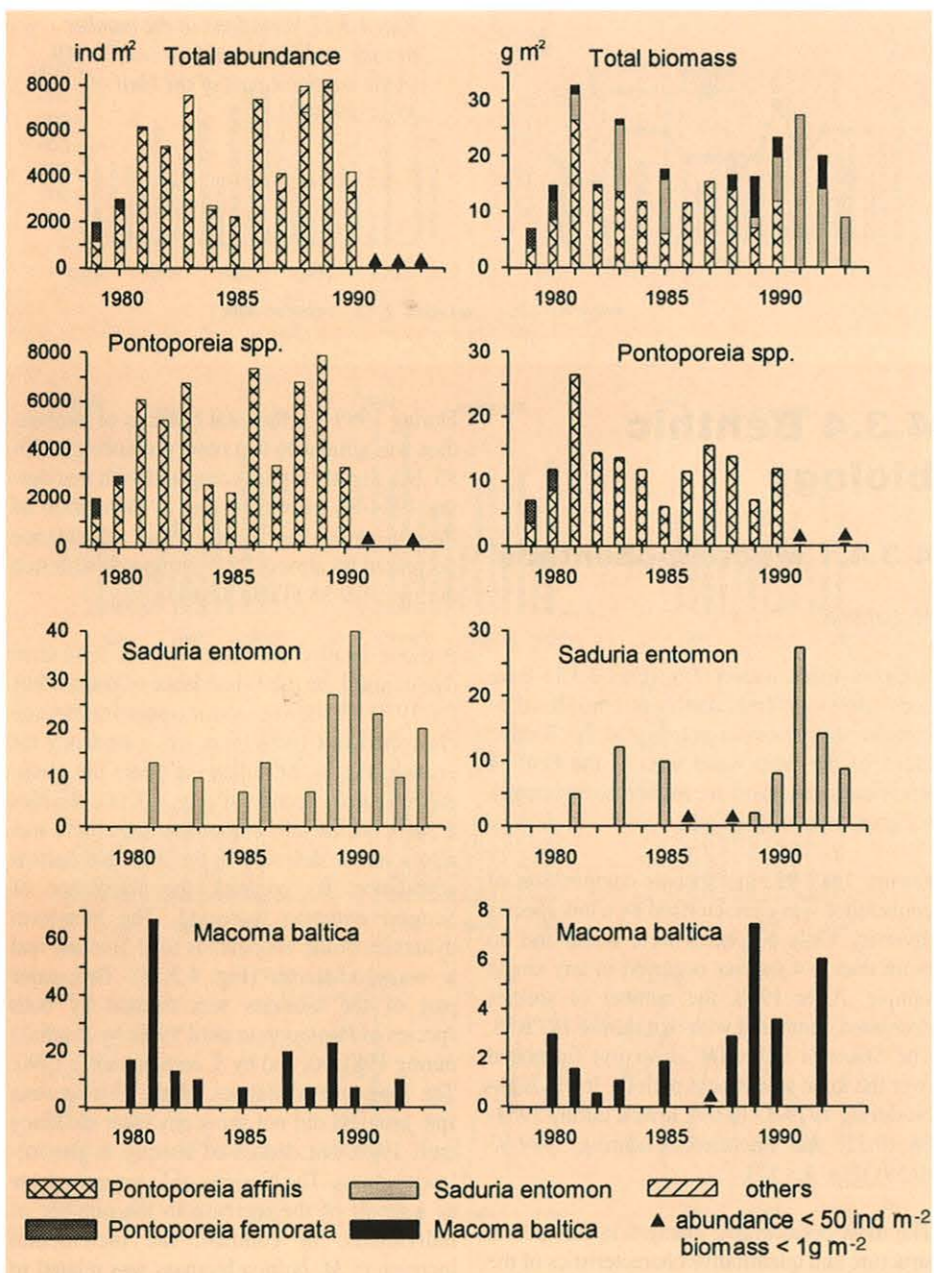 ind m² Total abundance
8000
6000
4000
2000
0
1980 1985 1990
g m² Total biomass
30
20
10
0
1980 1985 1990
Pontoporeia spp.
8000
6000
4000
2000
0
1980 1985 1990
Pontoporeia spp.
30
20
10
0
1980 1985 1990
Saduria entomon
40
30
20
10
0
1980 1985 1990
Saduria entomon
30
20
10
0
1980 1985 1990
Macoma baltica
60
40
20
0
1980 1985 1990
Macoma baltica
8
6
4
2
0
1980 1985 1990
Pontoporeia affinis Saduria entomon others
Pontoporeia femorata Macoma baltica ▲ abundance < 50 ind m-2
biomass < 1g m-2